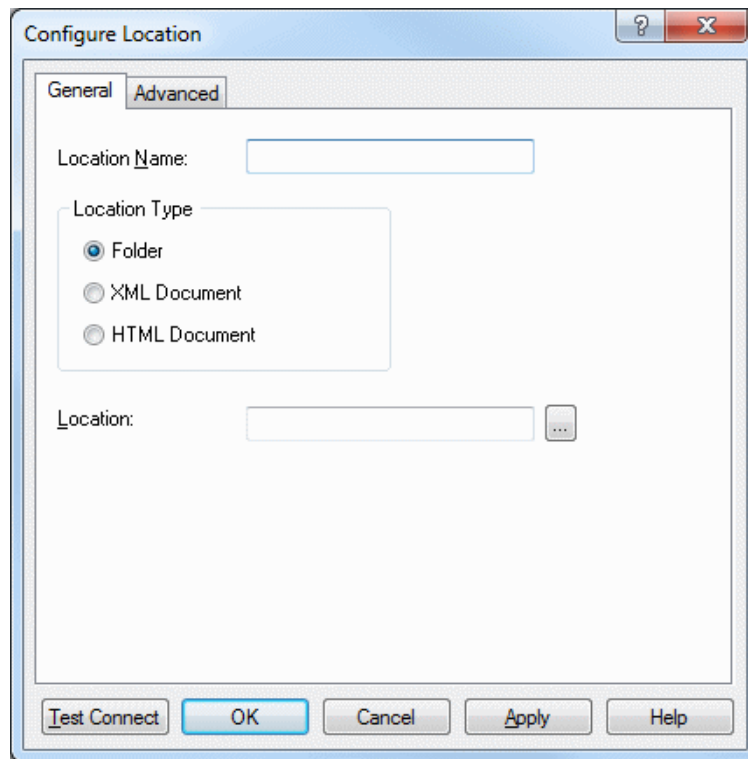 Configure Location
?
General Advanced
Location Name:
Location Type
Folder
XML Document
HTML Document
Location:
...
Test Connect OK Cancel Apply Help